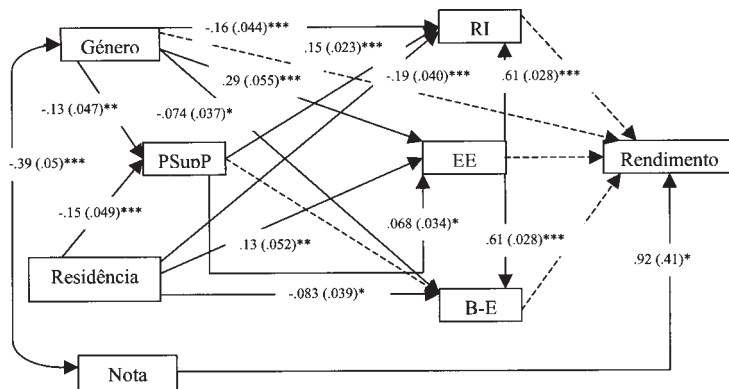 -.16 (.044)***
RI
Género
.15 (.023)***
.29 (.055)***
-.19 (.040)***
.61 (.028)***
-.13 (.047)**
-.074 (.037)*
PSupP
EE
Rendimento
-.39 (.05)***
-.15 (.049)***
.068 (.034)*
.13 (.052)**
.61 (.028)***
.92 (.41)*
Residência
-.083 (.039)*
B-E
Nota